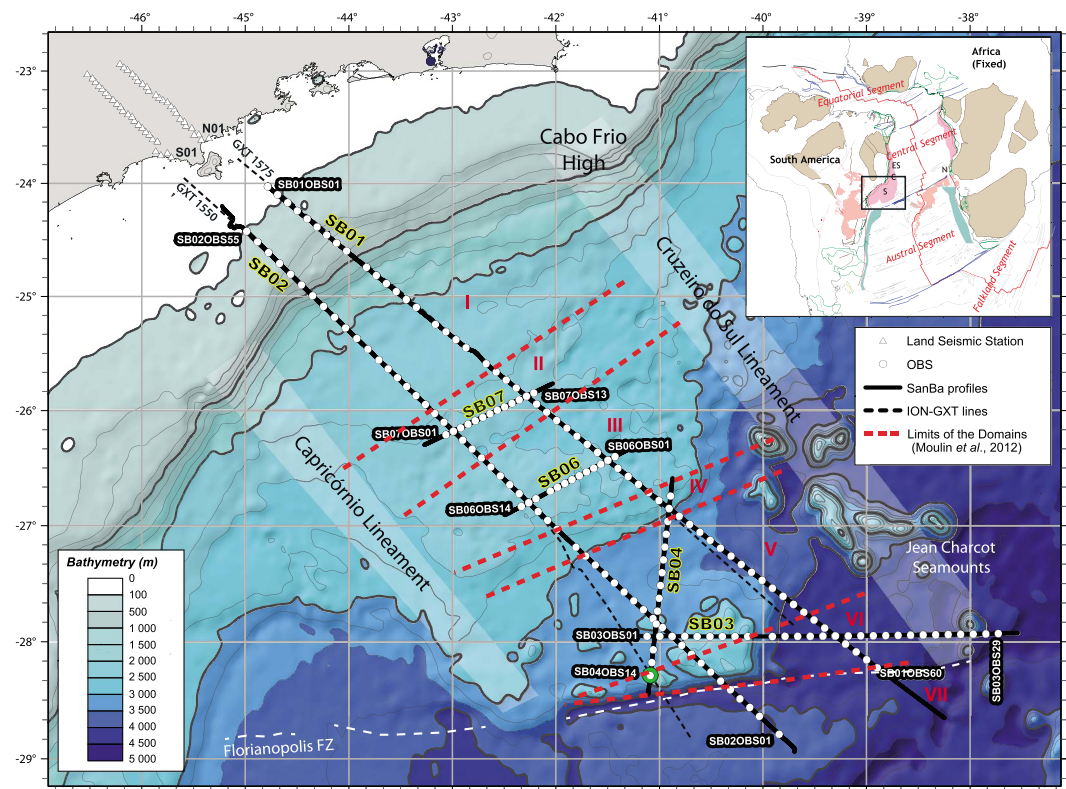 -46 -45 -44 -43 -42 -41 -40 -39 -38
-23°
-24°
-25°
-26°
-27°
-28°
-29°
N01
S01
GXT 1575
GXT 1550
SB01OBS01
SB02OBS55
SB01
SB02
Cabo Frio
High
Cruzeiro do Sul Lineament
Capricórnio Lineament
I
II
III
IV
V
VI
VII
SB07
SB07OBS13
SB07OBS01
SB06OBS01
SB06
SB06OBS14
SB04
SB03
SB03OBS01
SB04OBS14
SB01OBS60
SB03OBS29
SB02OBS01
Jean Charcot
Seamounts
Florianopolis FZ
Africa
(Fixed)
South America
Equatorial Segment
Central Segment
Austral Segment
Falkland Segment
ES
C
S
N
Land Seismic Station
OBS
SanBa profiles
ION-GXT lines
Limits of the Domains
(Moulin et al., 2012)
Bathymetry (m)
0
100
500
1 000
1 500
2 000
2 500
3 000
3 500
4 000
4 500
5 000